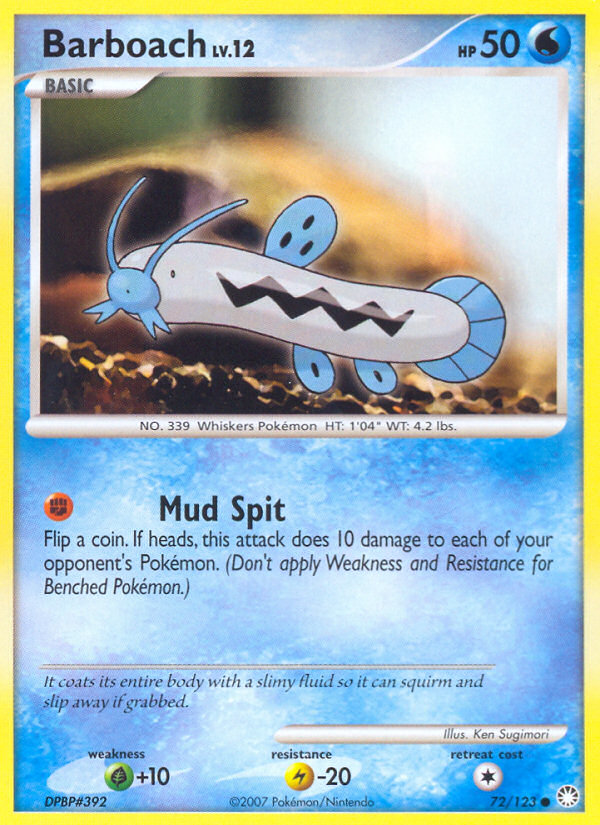 Barboach LV.12
HP 50
BASIC
NO. 339 Whiskers Pokémon HT: 1'04" WT: 4.2 lbs.
Mud Spit
Flip a coin. If heads, this attack does 10 damage to each of your
opponent's Pokémon. (Don't apply Weakness and Resistance for
Benched Pokémon.)
It coats its entire body with a slimy fluid so it can squirm and
slip away if grabbed.
Illus. Ken Sugimori
weakness resistance retreat cost
+10 -20
DPBP#392 ©2007 Pokémon/Nintendo 72/123